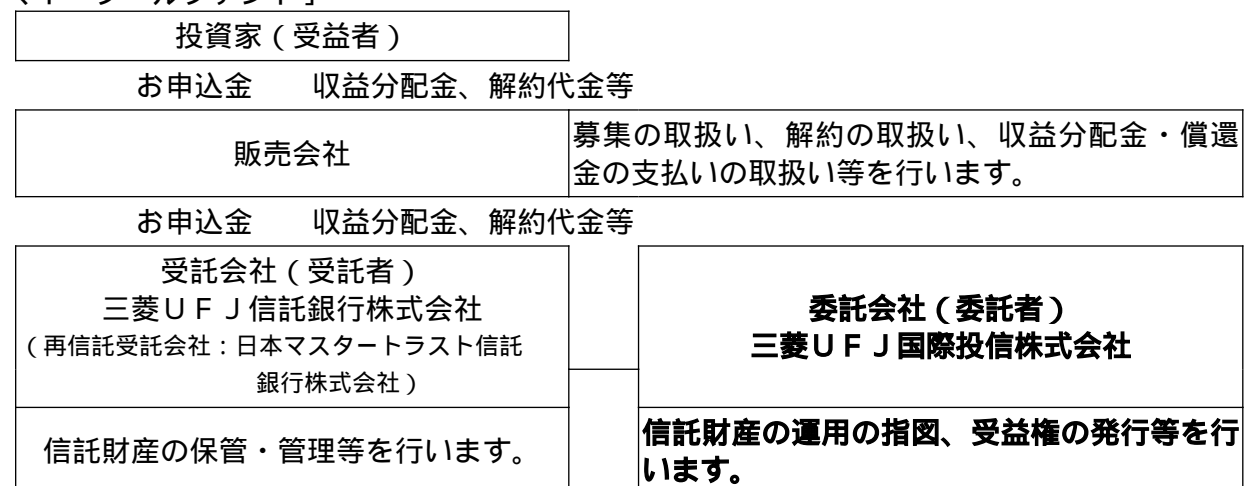 投資家（受益者）
お申込金　　収益分配金、解約代金等
販売会社
募集の取扱い、解約の取扱い、収益分配金・償還
金の支払いの取扱い等を行います。
お申込金　　収益分配金、解約代金等
受託会社（受託者）
三菱ＵＦＪ信託銀行株式会社
（再信託受託会社：日本マスタートラスト信託
銀行株式会社）
委託会社（委託者）
三菱ＵＦＪ国際投信株式会社
信託財産の保管・管理等を行います。
信託財産の運用の指図、受益権の発行等を行
います。